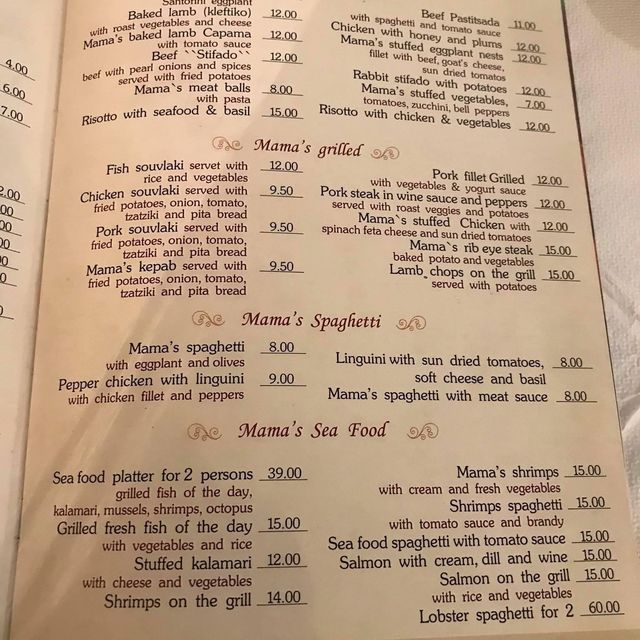 4.00
6.00
7.00
2.00
00
00
00
00
00
0
Santorini eggplant
Baked lamb (kleftiko) 12.00
with roast vegetables and cheese
Mama's baked lamb Capama 12.00
with tomato sauce
Beef ``Stifado`` 12.00
beef with pearl onions and spices
served with fried potatoes
Mama`s meat balls 8.00
with pasta
Risotto with seafood & basil 15.00
Beef Pastitsada 11.00
with spaghetti and tomato sauce
Chicken with honey and plums 12.00
Mama's stuffed eggplant nests 12.00
fillet with beef, goat's cheese,
sun dried tomatos
Rabbit stifado with potatoes 12.00
Mama's stuffed vegetables, 7.00
tomatoes, zucchini, bell peppers
Risotto with chicken & vegetables 12.00
Mama's grilled
Fish souvlaki servet with 12.00
rice and vegetables
Chicken souvlaki served with 9.50
fried potatoes, onion, tomato,
tzatziki and pita bread
Pork souvlaki served with 9.50
fried potatoes, onion, tomato,
tzatziki and pita bread
Mama's kepab served with 9.50
fried potatoes, onion, tomato,
tzatziki and pita bread
Pork fillet Grilled 12.00
with vegetables & yogurt sauce
Pork steak in wine sauce and peppers 12.00
served with roast veggies and potatoes
Mama`s stuffed Chicken with 12.00
spinach feta cheese and sun dried tomatoes
Mama`s rib eye steak 15.00
baked potato and vegetables
Lamb chops on the grill 15.00
served with potatoes
Mama's Spaghetti
Mama's spaghetti 8.00
with eggplant and olives
Pepper chicken with linguini 9.00
with chicken fillet and peppers
Linguini with sun dried tomatoes, 8.00
soft cheese and basil
Mama's spaghetti with meat sauce 8.00
Mama's Sea Food
Sea food platter for 2 persons 39.00
grilled fish of the day,
kalamari, mussels, shrimps, octopus
Grilled fresh fish of the day 15.00
with vegetables and rice
Stuffed kalamari 12.00
with cheese and vegetables
Shrimps on the grill 14.00
Mama's shrimps 15.00
with cream and fresh vegetables
Shrimps spaghetti 15.00
with tomato sauce and brandy
Sea food spaghetti with tomato sauce 15.00
Salmon with cream, dill and wine 15.00
Salmon on the grill 15.00
with rice and vegetables
Lobster spaghetti for 2 60.00